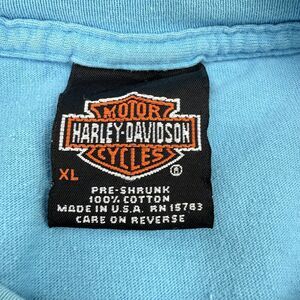 MOTOR
HARLEY-DAVIDSON
CYCLES
XL
®
PRE-SHRUNK
100% COTTON
MADE IN U.S.A. RN 15763
CARE ON REVERSE